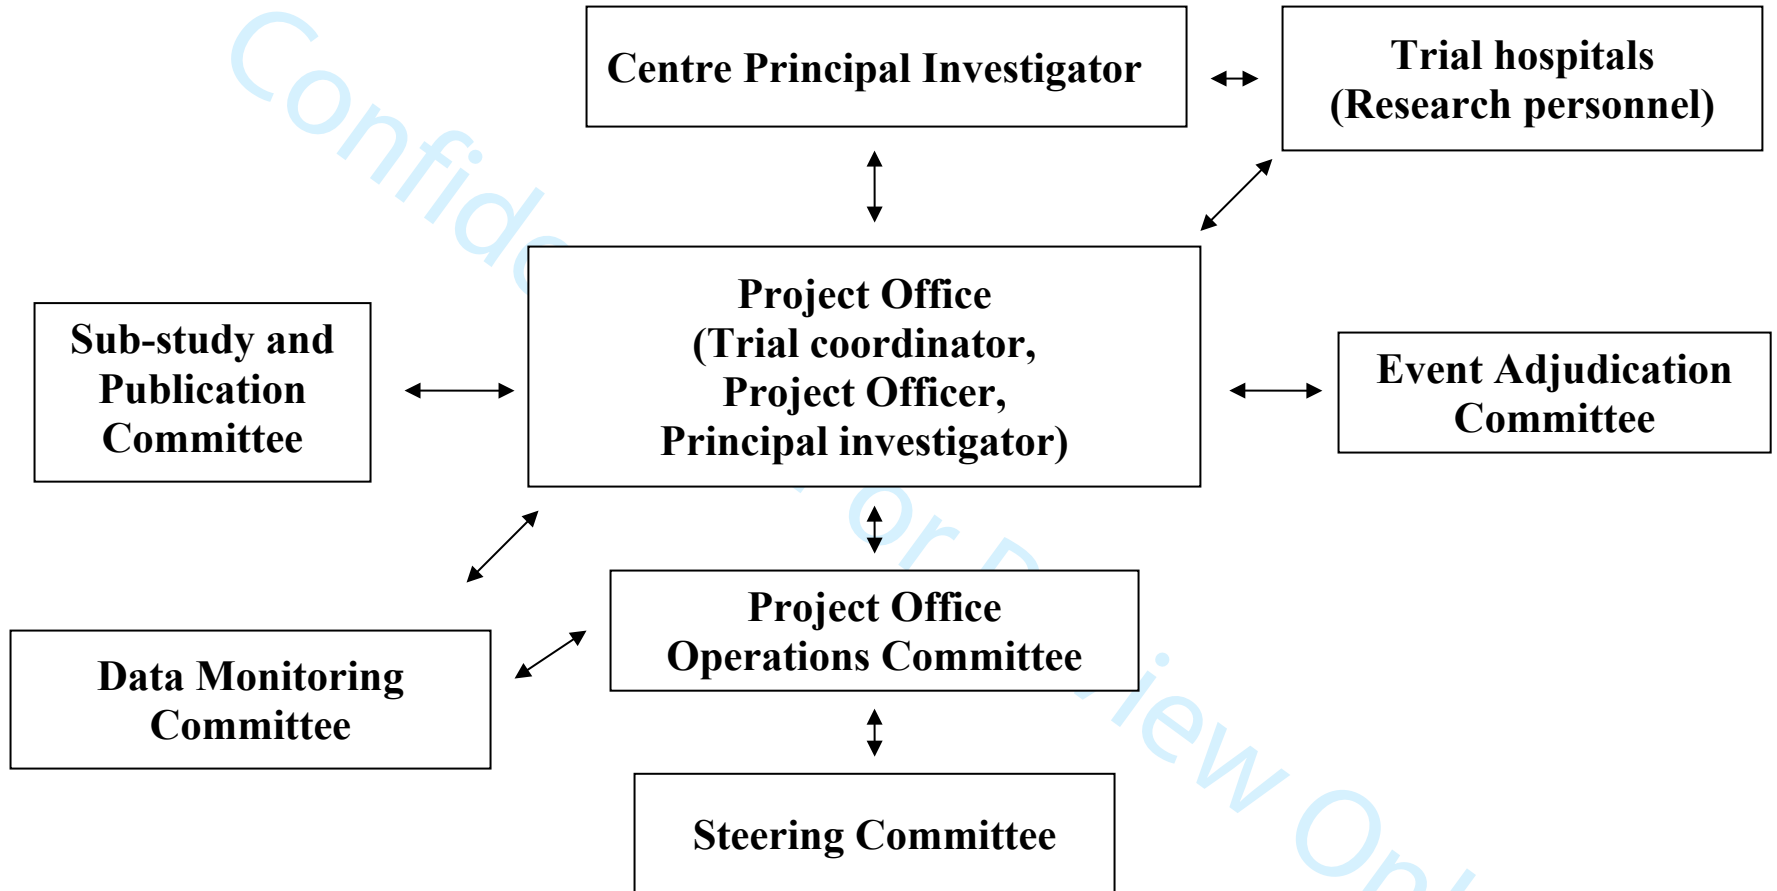 Centre Principal Investigator
Trial hospitals
(Research personnel)
Project Office
(Trial coordinator,
Project Officer,
Principal investigator)
Sub-study and
Publication
Committee
Event Adjudication
Committee
Project Office
Operations Committee
Data Monitoring
Committee
Steering Committee